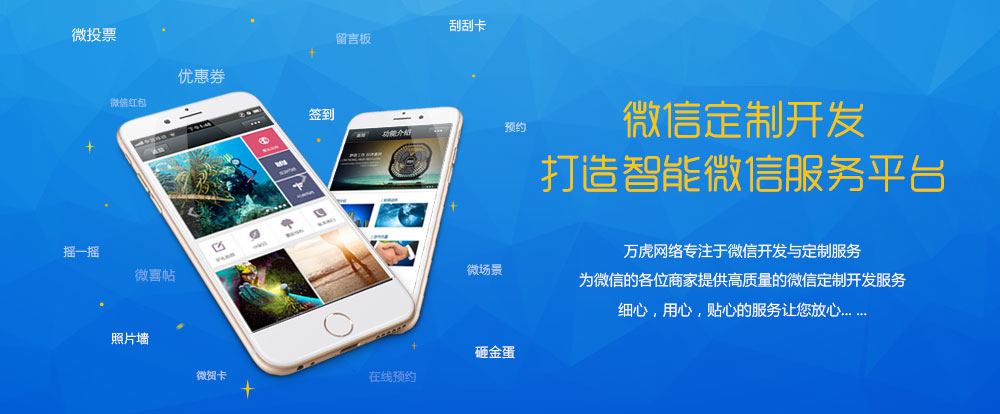 微投票
刮刮卡
留言板
优惠券
微信红包
签到
预约
下午1:48
功能介绍
微信定制开发
打造智能微信服务平台
摇一摇
微喜帖
微场景
万虎网络专注于微信开发与定制服务
为微信的各位商家提供高质量的微信定制开发服务
细心，用心，贴心的服务让您放心... ...
照片墙
砸金蛋
微贺卡
在线预约